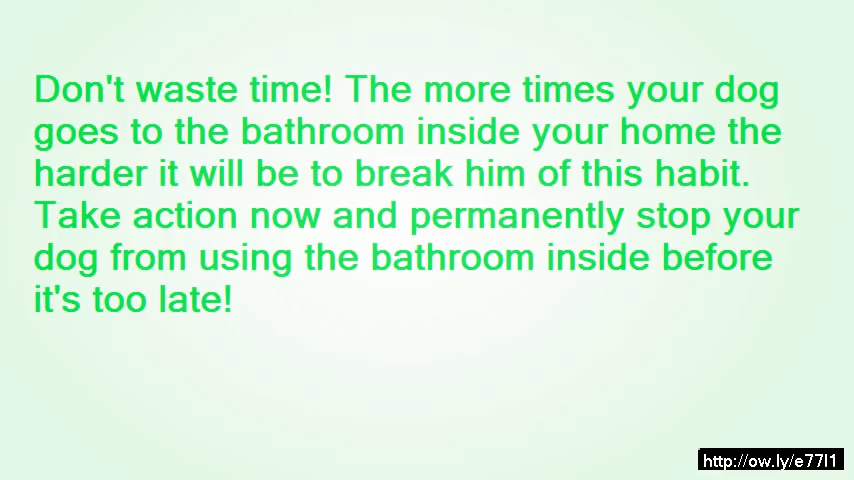 Don't waste time! The more times your dog
goes to the bathroom inside your home the
harder it will be to break him of this habit.
Take action now and permanently stop your
dog from using the bathroom inside before
it's too late!
http://ow.ly/e77l1